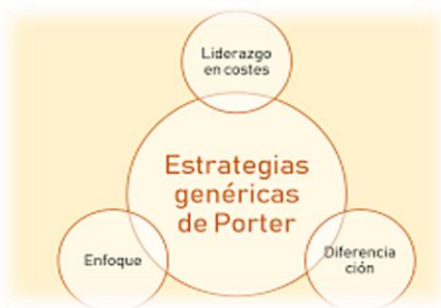 Liderazgo
en costes
Estrategias
genéricas
de Porter
Enfoque
Diferencia
ción